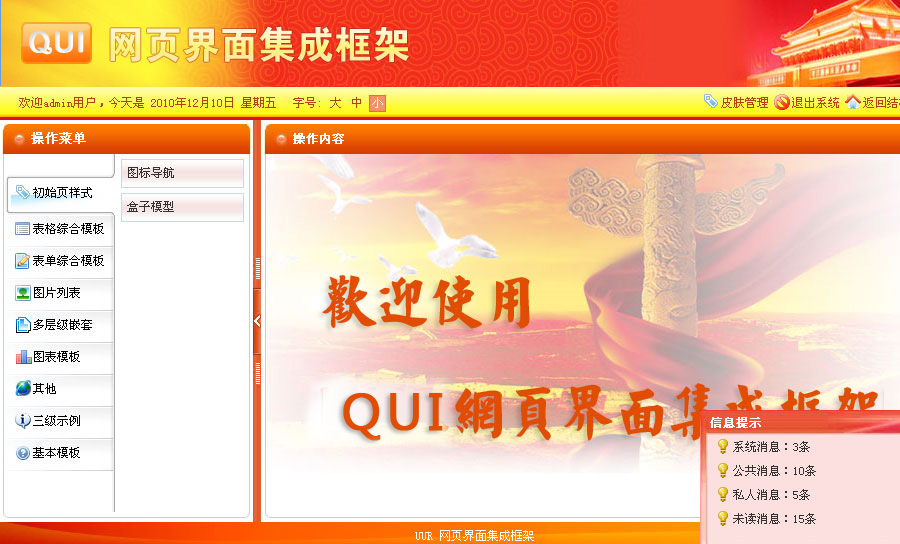 QUI 网页界面集成框架
欢迎admin用户，今天是 2010年12月10日 星期五 字号: 大 中 小 皮肤管理 退出系统 返回结
操作菜单
操作内容
初始页样式
表格综合模板
表单综合模板
图片列表
多层级嵌套
图表模板
其他
三级示例
基本模板
图标导航
盒子模型
歡迎使用
QUI網頁界面集成框架
信息提示
系统消息：3条
公共消息：10条
私人消息：5条
未读消息：15条
UUR 网页界面集成框架